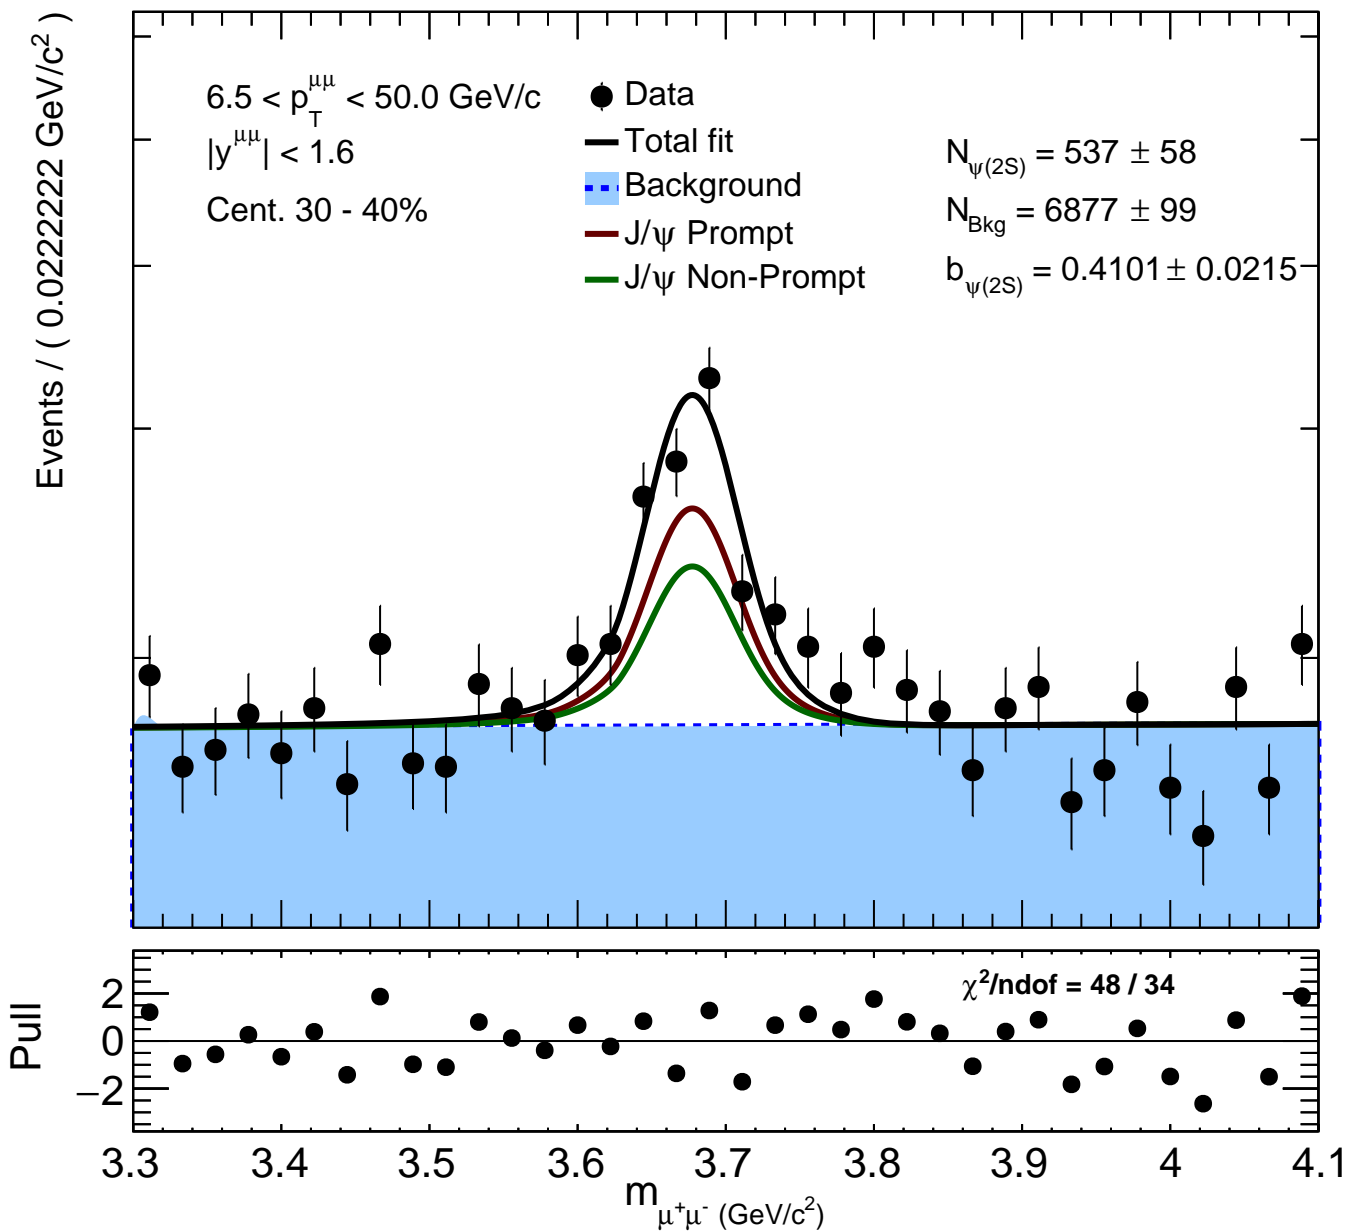 Events / ( 0.0222222 GeV/c²)
6.5 < p_T^μμ < 50.0 GeV/c
|y^μμ| < 1.6
Cent. 30 - 40%
Data
Total fit
Background
J/ψ Prompt
J/ψ Non-Prompt
N_ψ(2S) = 537 ± 58
N_Bkg = 6877 ± 99
b_ψ(2S) = 0.4101 ± 0.0215
χ²/ndof = 48 / 34
Pull
2
0
−2
3.3 3.4 3.5 3.6 3.7 3.8 3.9 4 4.1
m_μ⁺μ⁻ (GeV/c²)